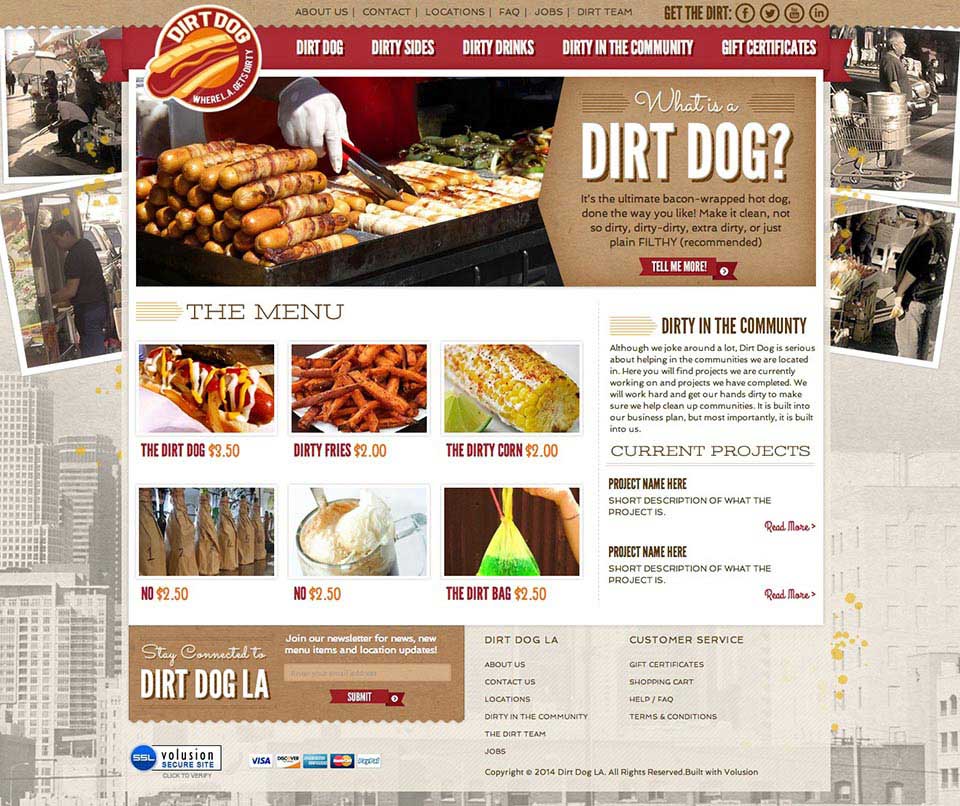 ABOUT US | CONTACT | LOCATIONS | FAQ | JOBS | DIRT TEAM
GET THE DIRT:
DIRT DOG
WHERE L.A. GETS DIRTY
DIRT DOG
DIRTY SIDES
DIRTY DRINKS
DIRTY IN THE COMMUNITY
GIFT CERTIFICATES
What is a
DIRT DOG?
It's the ultimate bacon-wrapped hot dog,
done the way you like! Make it clean, not
so dirty, dirty-dirty, extra dirty, or just
plain FILTHY (recommended)
TELL ME MORE!
THE MENU
THE DIRT DOG $3.50
DIRTY FRIES $2.00
THE DIRTY CORN $2.00
NO $2.50
NO $2.50
THE DIRT BAG $2.50
DIRTY IN THE COMMUNTY
Although we joke around a lot, Dirt Dog is serious
about helping in the communities we are located
in. Here you will find projects we are currently
working on and projects we have completed. We
will work hard and get our hands dirty to make
sure we help clean up communities. It is built into
our business plan, but most importantly, it is built
into us.
CURRENT PROJECTS
PROJECT NAME HERE
SHORT DESCRIPTION OF WHAT THE
PROJECT IS.
Read More >
PROJECT NAME HERE
SHORT DESCRIPTION OF WHAT THE
PROJECT IS.
Read More >
Stay Connected to
DIRT DOG LA
Join our newsletter for news, new
menu items and location updates!
Enter your email address
SUBMIT
DIRT DOG LA
ABOUT US
CONTACT US
LOCATIONS
DIRTY IN THE COMMUNITY
THE DIRT TEAM
JOBS
CUSTOMER SERVICE
GIFT CERTIFICATES
SHOPPING CART
HELP / FAQ
TERMS & CONDITIONS
SSL volusion
SECURE SITE
CLICK TO VERIFY
VISA DISCOVER MasterCard PayPal
Copyright © 2014 Dirt Dog LA. All Rights Reserved.Built with Volusion